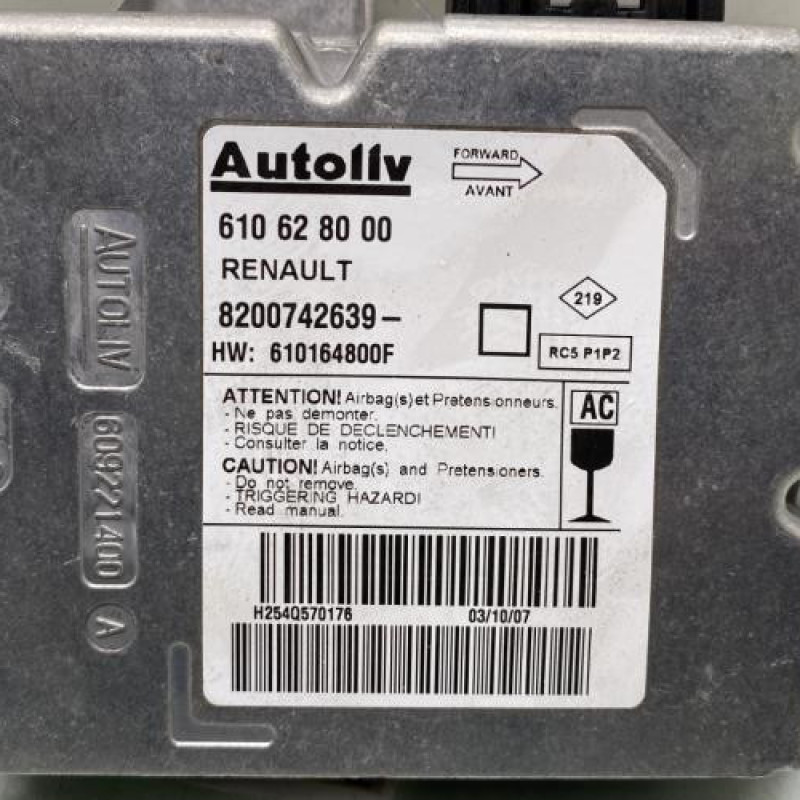 Autoliv
FORWARD
AVANT
610 62 80 00
RENAULT
8200742639-
219
HW: 610164800F
RC5 P1P2
ATTENTION! Airbag(s)et Pretensionneurs.
- Ne pas demonter.
- RISQUE DE DECLENCHEMENT!
- Consulter la notice.
AC
CAUTION! Airbag(s) and Pretensioners.
- Do not remove.
- TRIGGERING HAZARD!
- Read manual.
H254Q570176
03/10/07
AUTOLIV
609221400
A